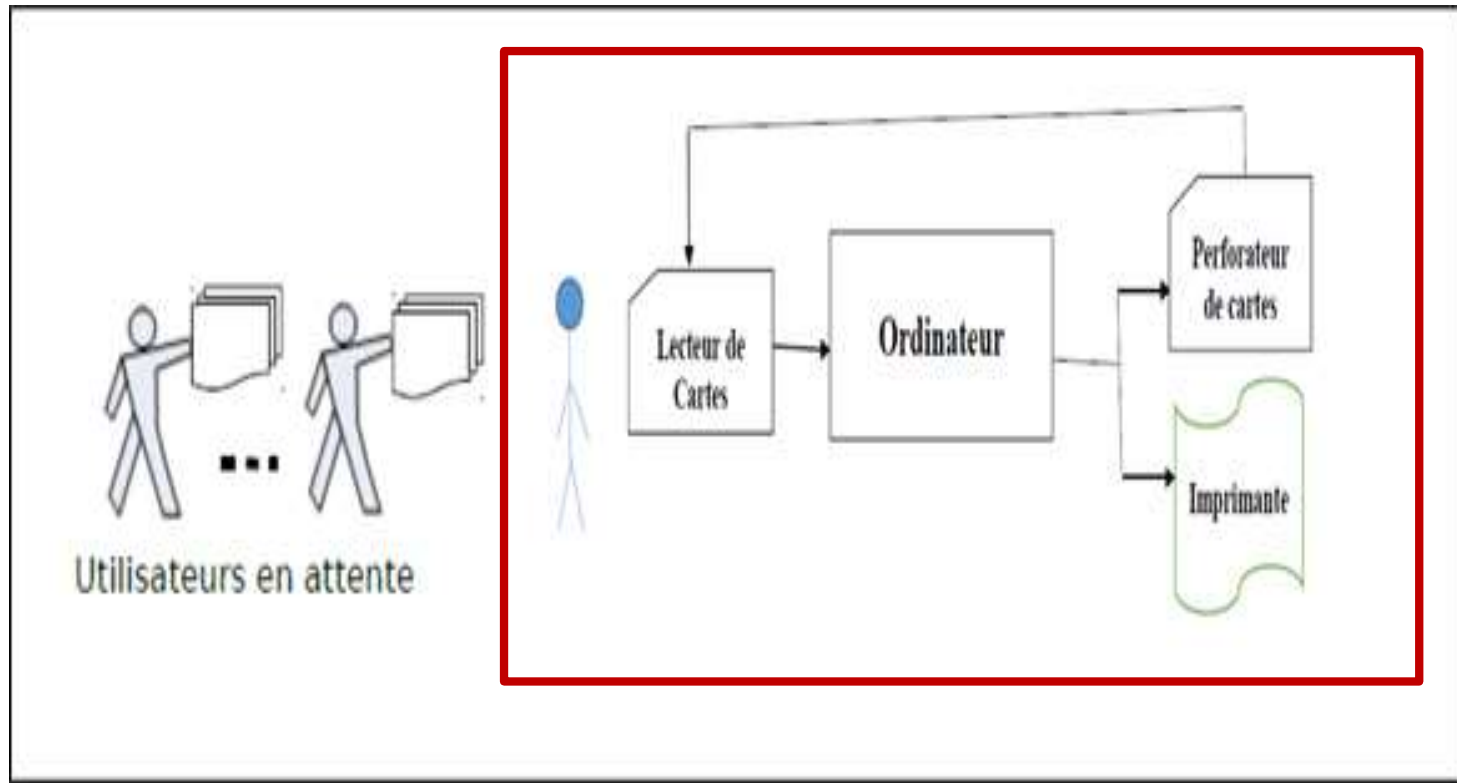 Utilisateurs en attente
Lecteur de
Cartes
Ordinateur
Perforateur
de cartes
Imprimante